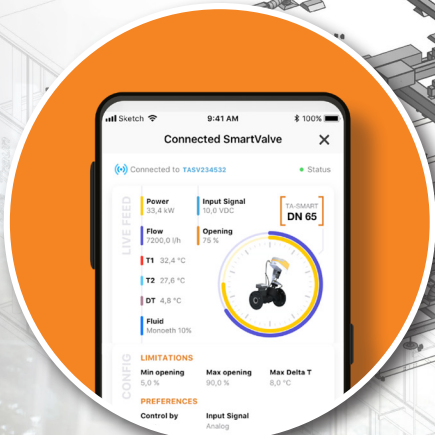 Sketch 9:41 AM 100%
Connected SmartValve
Connected to TASV234532 Status
LIVE FEED
Power Input Signal TA-SMART
33,4 kW 10,0 VDC DN 65
Flow Opening
7200,0 l/h 75 %
T1 32,4 °C
T2 27,6 °C
DT 4,8 °C
Fluid
Monoeth 10%
CONFIG
LIMITATIONS
Min opening Max opening Max Delta T
5,0 % 90,0 % 8,0 °C
PREFERENCES
Control by Input Signal
Analog